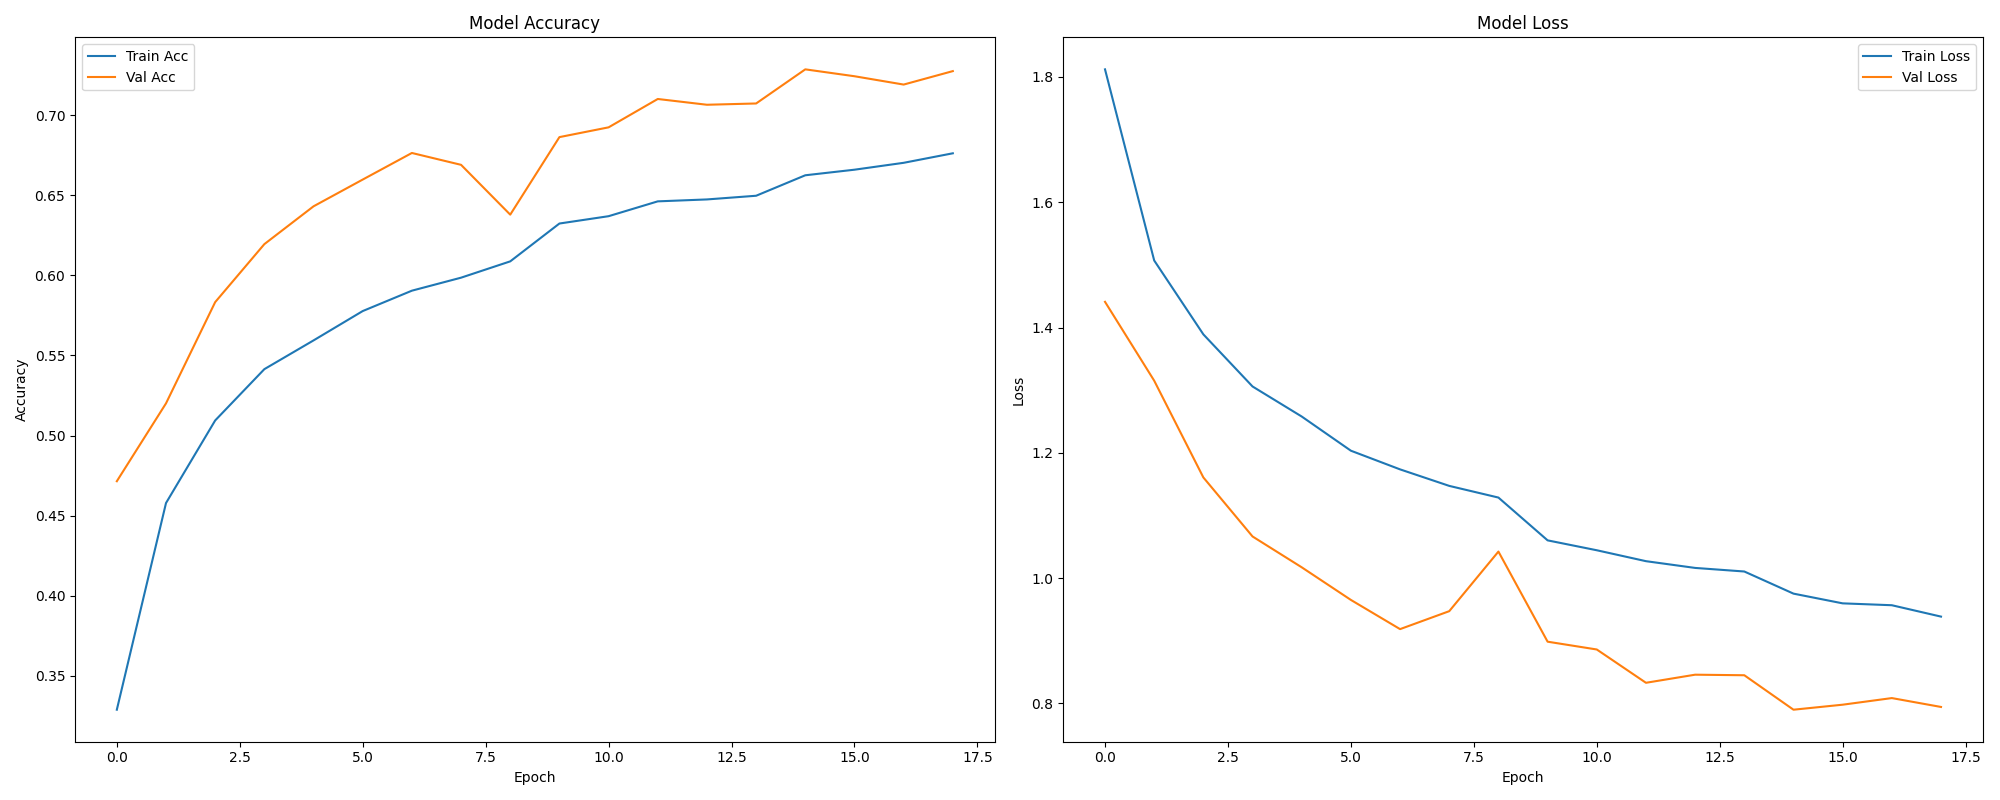 Model Accuracy
Train Acc
Val Acc
0.70
0.65
0.60
0.55
0.50
0.45
0.40
0.35
Accuracy
0.0 2.5 5.0 7.5 10.0 12.5 15.0 17.5
Epoch
Model Loss
Train Loss
Val Loss
1.8
1.6
1.4
1.2
1.0
0.8
Loss
0.0 2.5 5.0 7.5 10.0 12.5 15.0 17.5
Epoch